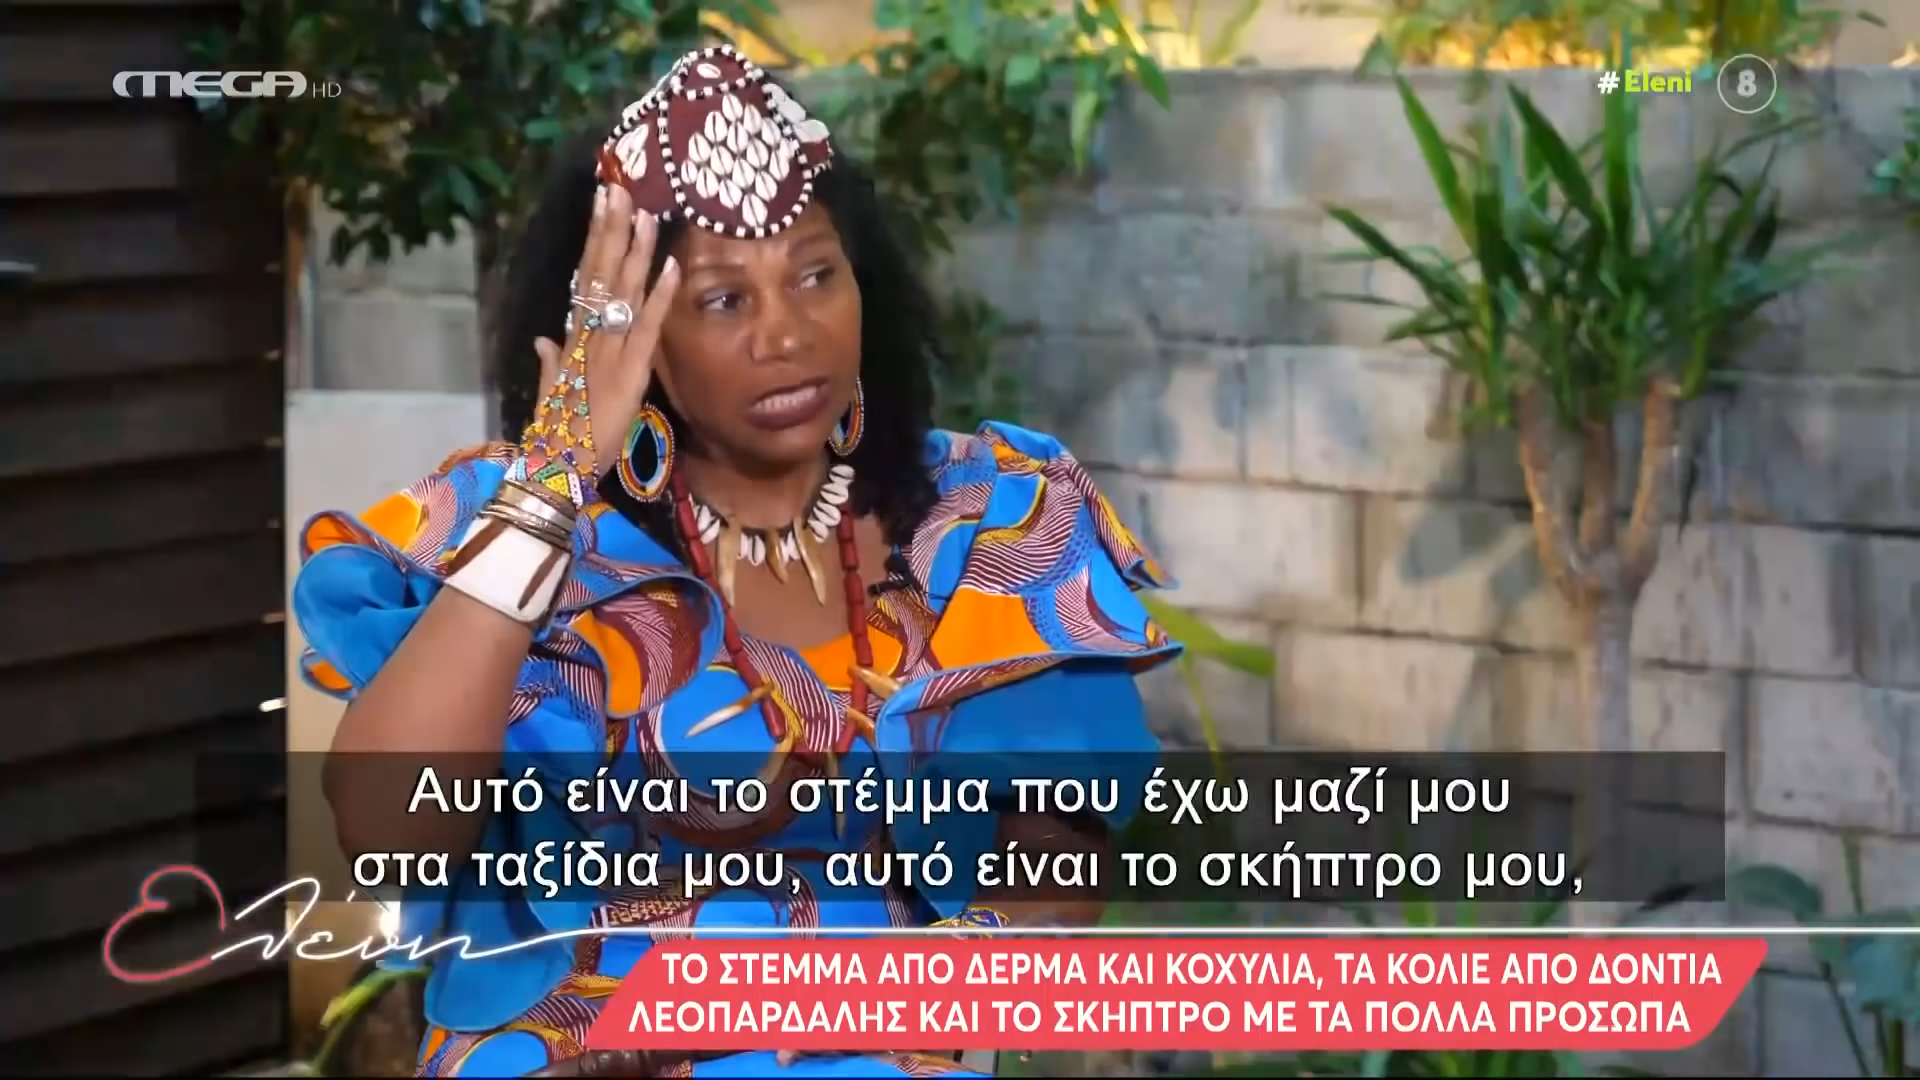 MEGA HD
#Eleni 8
Αυτό είναι το στέμμα που έχω μαζί μου
στα ταξίδια μου, αυτό είναι το σκήπτρο μου,
Ελένη
ΤΟ ΣΤΕΜΜΑ ΑΠΟ ΔΕΡΜΑ ΚΑΙ ΚΟΧΥΛΙΑ, ΤΑ ΚΟΛΙΕ ΑΠΟ ΔΟΝΤΙΑ
ΛΕΟΠΑΡΔΑΛΗΣ ΚΑΙ ΤΟ ΣΚΗΠΤΡΟ ΜΕ ΤΑ ΠΟΛΛΑ ΠΡΟΣΩΠΑ